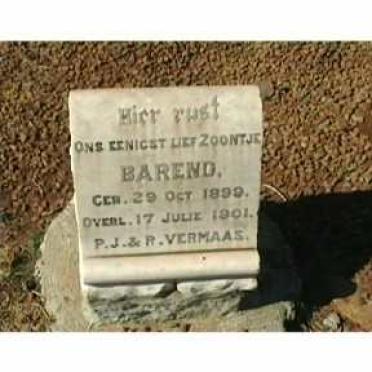 Hier rust
ONS EENIGST LIEF ZOONTJE
BAREND,
GEB. 29 OCT 1899.
OVERL. 17 JULIE 1901.
P.J. & R. VERMAAS.